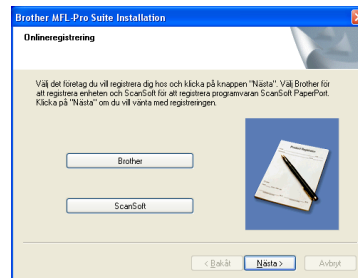 Brother MFL-Pro Suite Installation
Onlineregistrering
Välj det företag du vill registrera dig hos och klicka på knappen "Nästa". Välj Brother för
att registrera enheten och ScanSoft för att registrera programvaran ScanSoft PaperPort.
Klicka på "Nästa" om du vill vänta med registreringen.
Brother
ScanSoft
< Bakåt
Nästa >
Avbryt